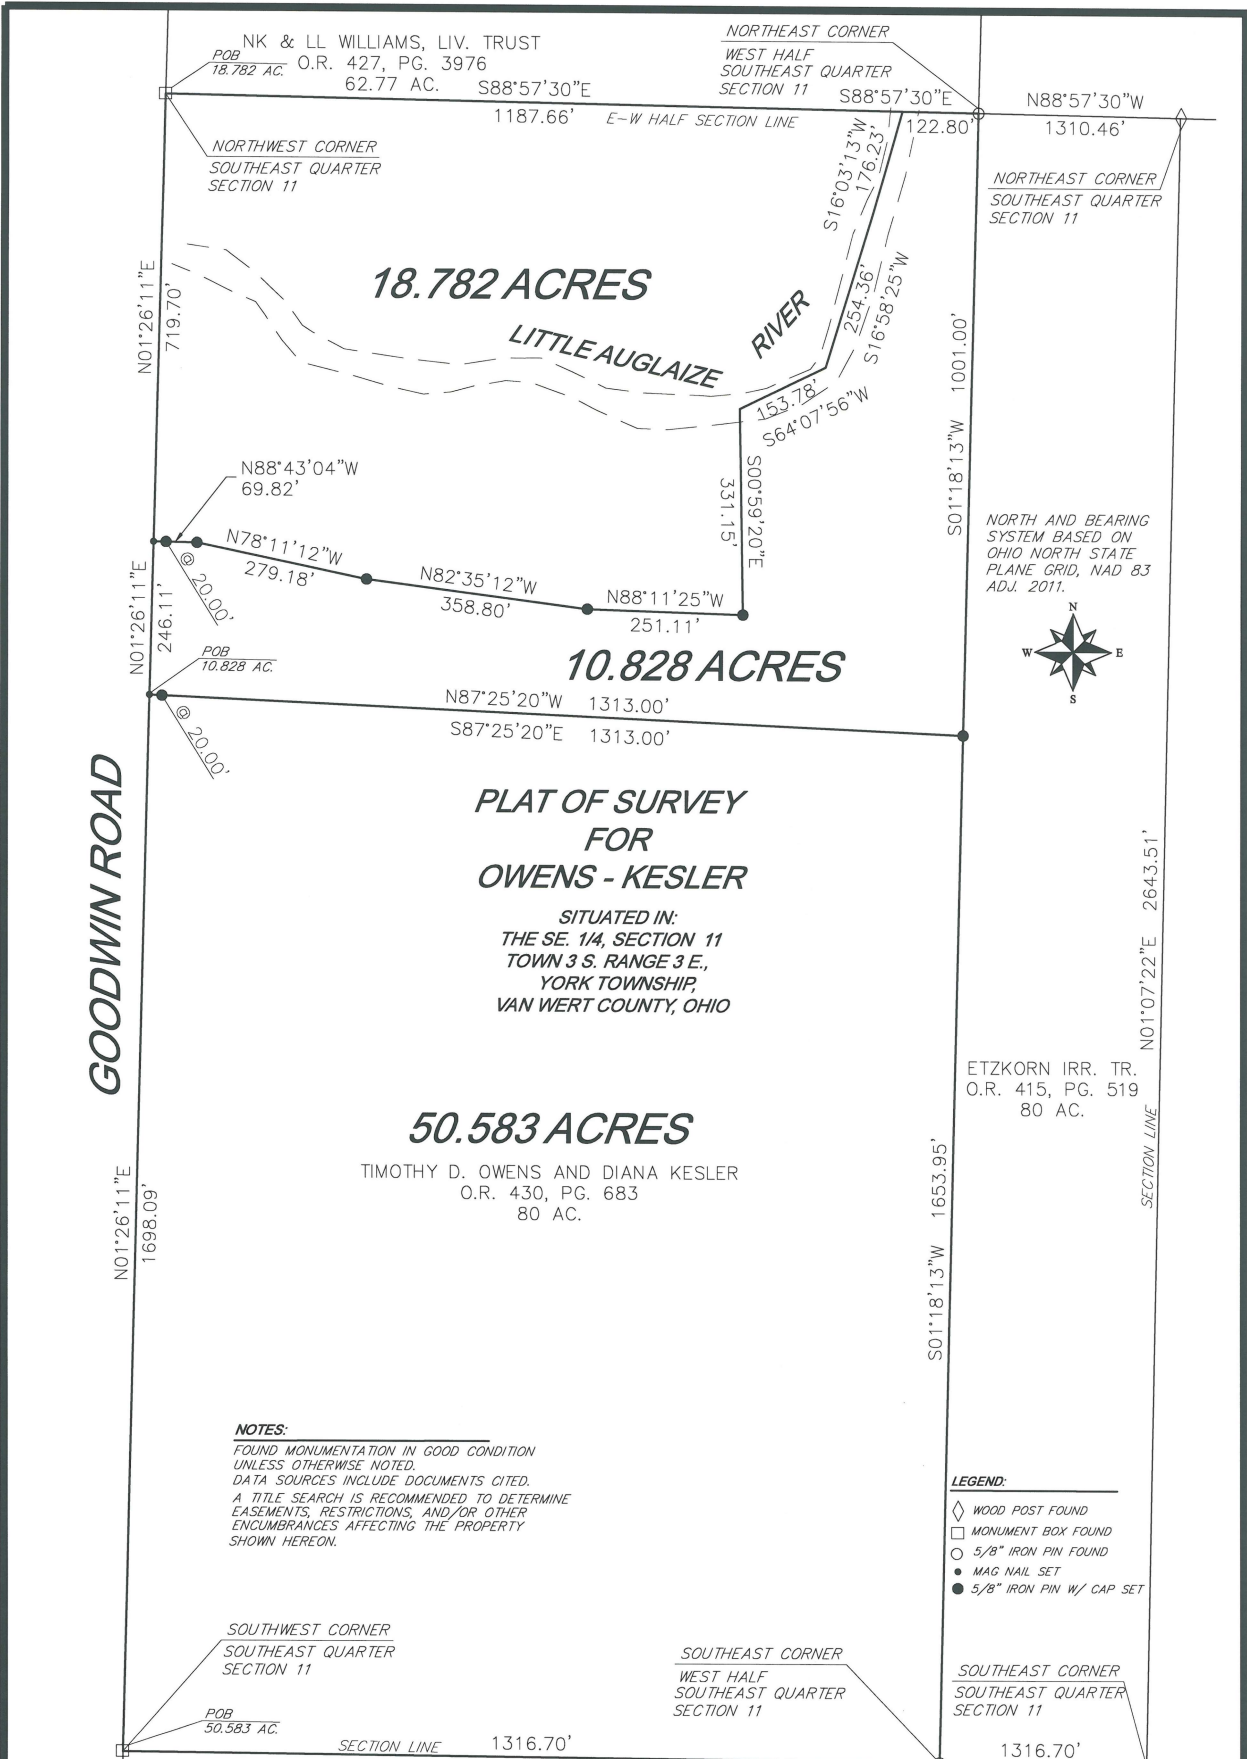 NK & LL WILLIAMS, LIV. TRUST
O.R. 427, PG. 3976
62.77 AC.
POB
18.782 AC.
S88°57'30"E
1187.66'
E-W HALF SECTION LINE
NORTHEAST CORNER
WEST HALF
SOUTHEAST QUARTER
SECTION 11
S88°57'30"E
122.80'
N88°57'30"W
1310.46'
NORTHWEST CORNER
SOUTHEAST QUARTER
SECTION 11
NORTHEAST CORNER
SOUTHEAST QUARTER
SECTION 11
S16°03'13"W
176.23'
N01°26'11"E
719.70'
18.782 ACRES
LITTLE AUGLAIZE
RIVER
254.36'
S16°58'25"W
153.78'
S64°07'56"W
S01°18'13"W 1001.00'
S00°59'20"E
331.15'
N88°43'04"W
69.82'
N78°11'12"W
279.18'
N82°35'12"W
358.80'
N88°11'25"W
251.11'
@ 20.00'
N01°26'11"E
246.11'
NORTH AND BEARING
SYSTEM BASED ON
OHIO NORTH STATE
PLANE GRID, NAD 83
ADJ. 2011.
N
W
E
S
POB
10.828 AC.
10.828 ACRES
N87°25'20"W 1313.00'
S87°25'20"E 1313.00'
@ 20.00'
GOODWIN ROAD
PLAT OF SURVEY
FOR
OWENS - KESLER
SITUATED IN:
THE SE. 1/4, SECTION 11
TOWN 3 S. RANGE 3 E.,
YORK TOWNSHIP,
VAN WERT COUNTY, OHIO
N01°07'22"E 2643.51'
SECTION LINE
ETZKORN IRR. TR.
O.R. 415, PG. 519
80 AC.
50.583 ACRES
TIMOTHY D. OWENS AND DIANA KESLER
O.R. 430, PG. 683
80 AC.
N01°26'11"E
1698.09'
S01°18'13"W 1653.95'
NOTES:
FOUND MONUMENTATION IN GOOD CONDITION
UNLESS OTHERWISE NOTED.
DATA SOURCES INCLUDE DOCUMENTS CITED.
A TITLE SEARCH IS RECOMMENDED TO DETERMINE
EASEMENTS, RESTRICTIONS, AND/OR OTHER
ENCUMBRANCES AFFECTING THE PROPERTY
SHOWN HEREON.
LEGEND:
WOOD POST FOUND
MONUMENT BOX FOUND
5/8" IRON PIN FOUND
MAG NAIL SET
5/8" IRON PIN W/ CAP SET
SOUTHWEST CORNER
SOUTHEAST QUARTER
SECTION 11
POB
50.583 AC.
SECTION LINE
1316.70'
SOUTHEAST CORNER
WEST HALF
SOUTHEAST QUARTER
SECTION 11
SOUTHEAST CORNER
SOUTHEAST QUARTER
SECTION 11
1316.70'